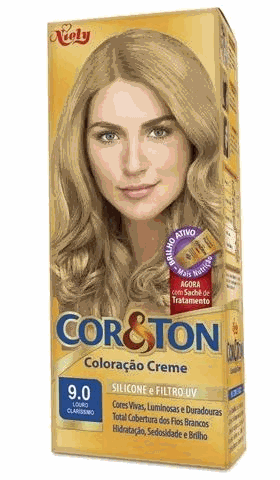 Niely
BRILHO ATIVO
+ Mais Nutrição
AGORA
com Sachê de
Tratamento
COR&TON
Coloração Creme
9.0
LOURO
CLARÍSSIMO
SILICONE e FILTRO UV
Cores Vivas, Luminosas e Duradouras
Total Cobertura dos Fios Brancos
Hidratação, Sedosidade e Brilho
COR&TON